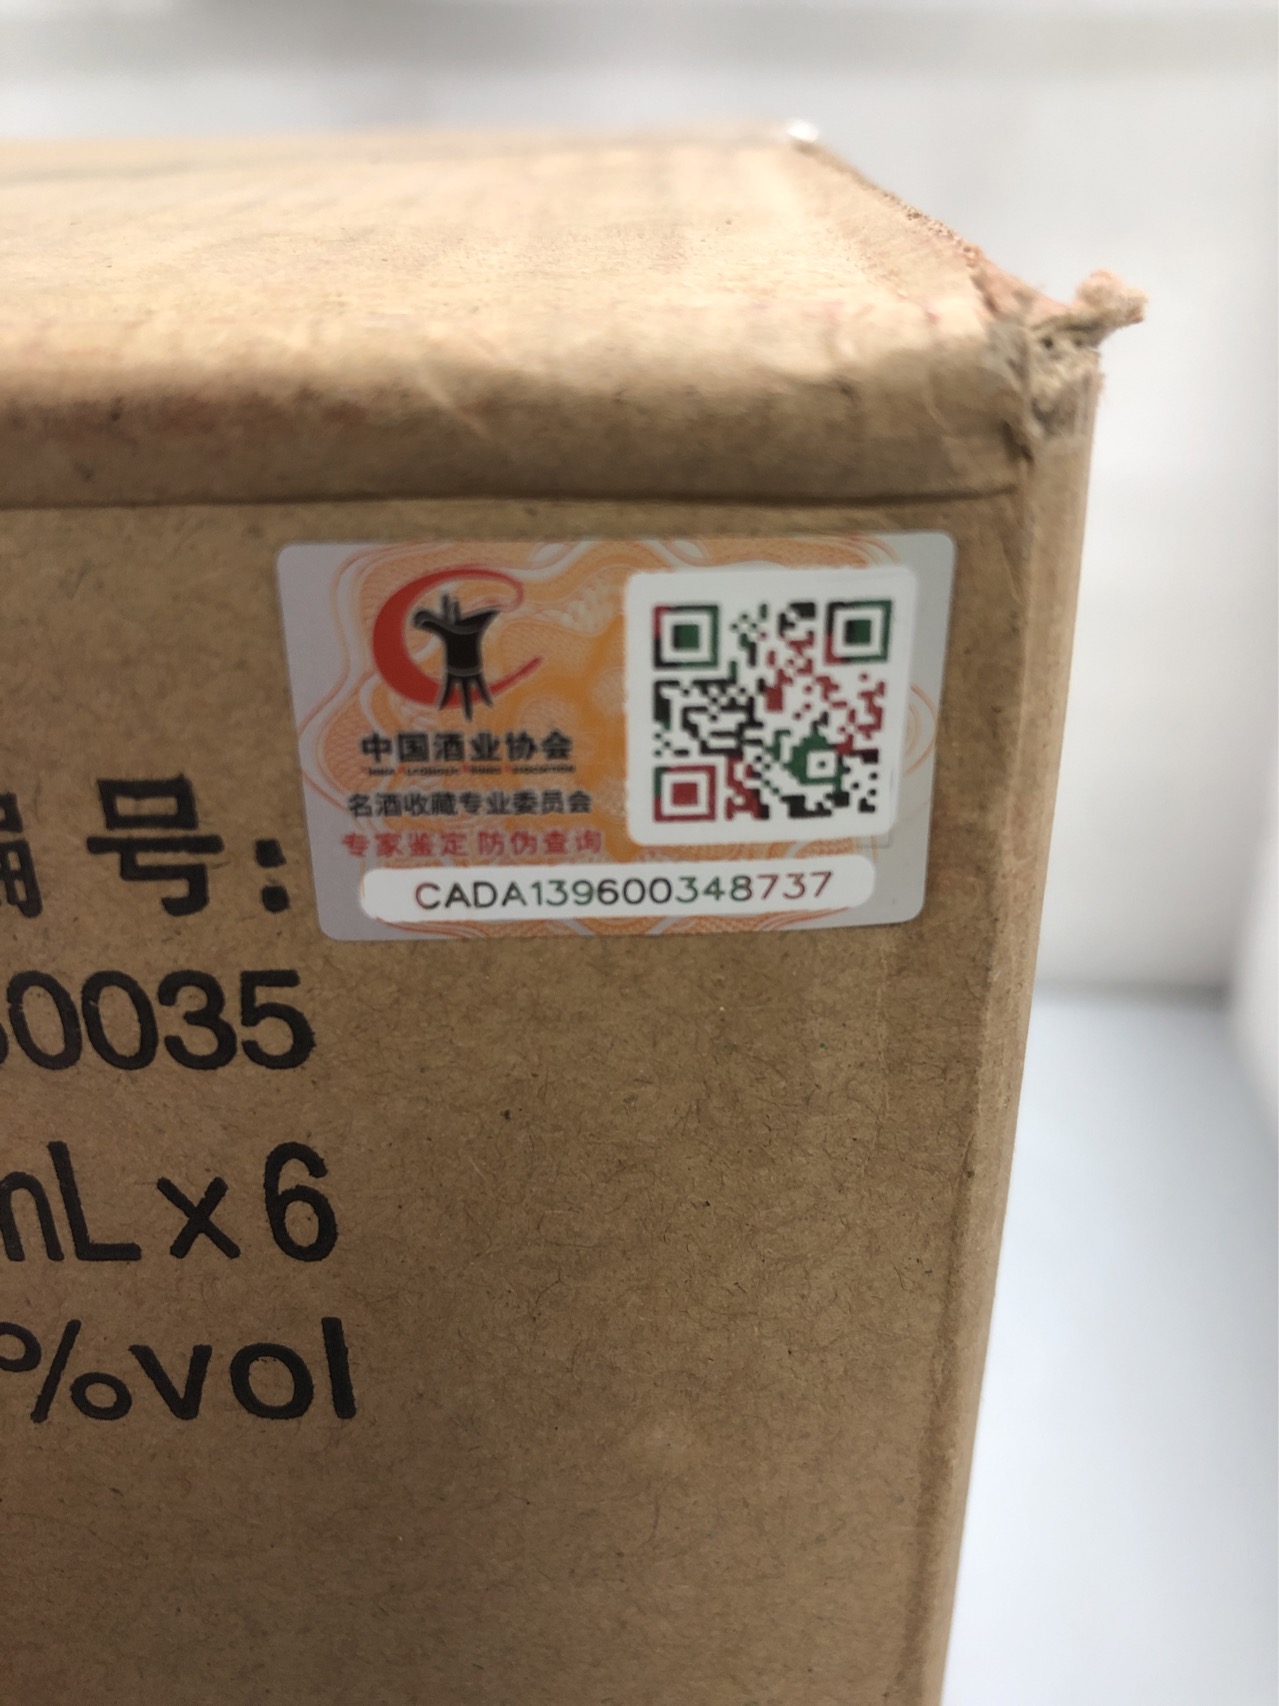 中国酒业协会
名酒收藏专业委员会
专家鉴定 防伪查询
CADA139600348737
编号:
0035
mL×6
%vol